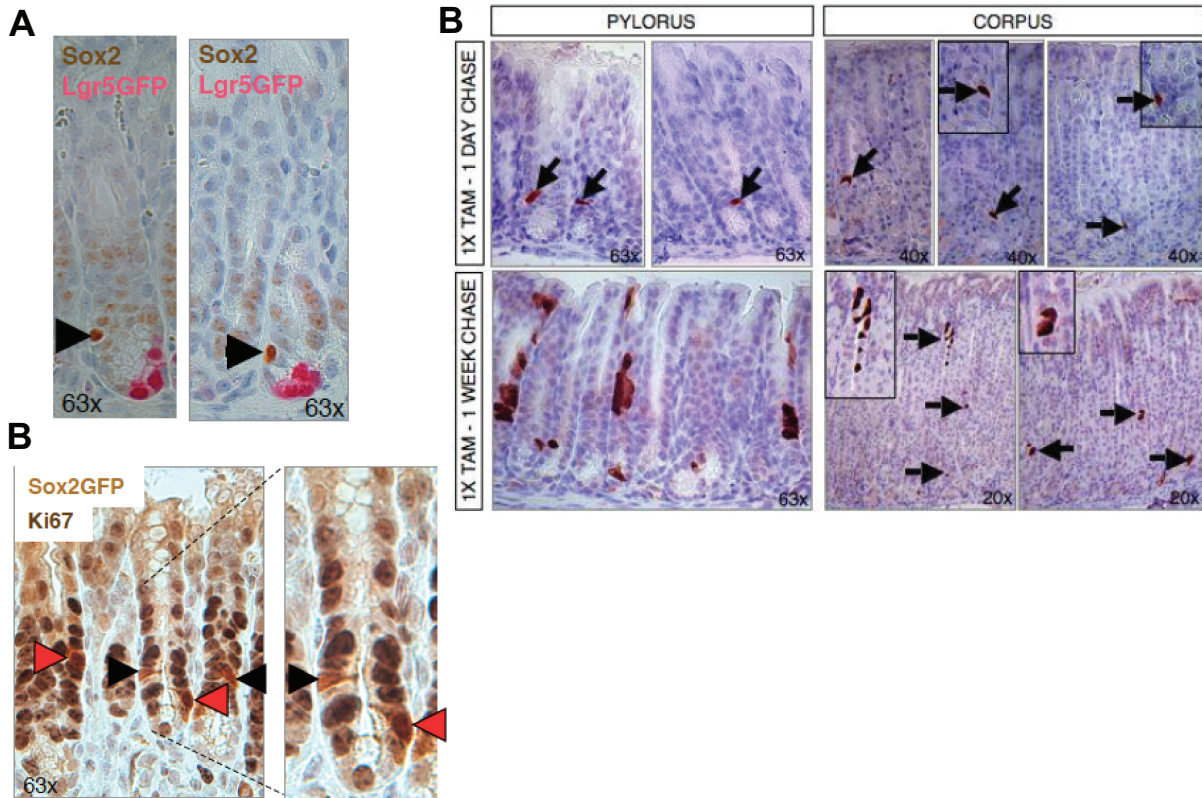 A
Sox2
Lgr5GFP
63x
Sox2
Lgr5GFP
63x
B
Sox2GFP
Ki67
63x
B
PYLORUS
CORPUS
1X TAM - 1 DAY CHASE
63x
63x
40x
40x
40x
1X TAM - 1 WEEK CHASE
63x
20x
20x